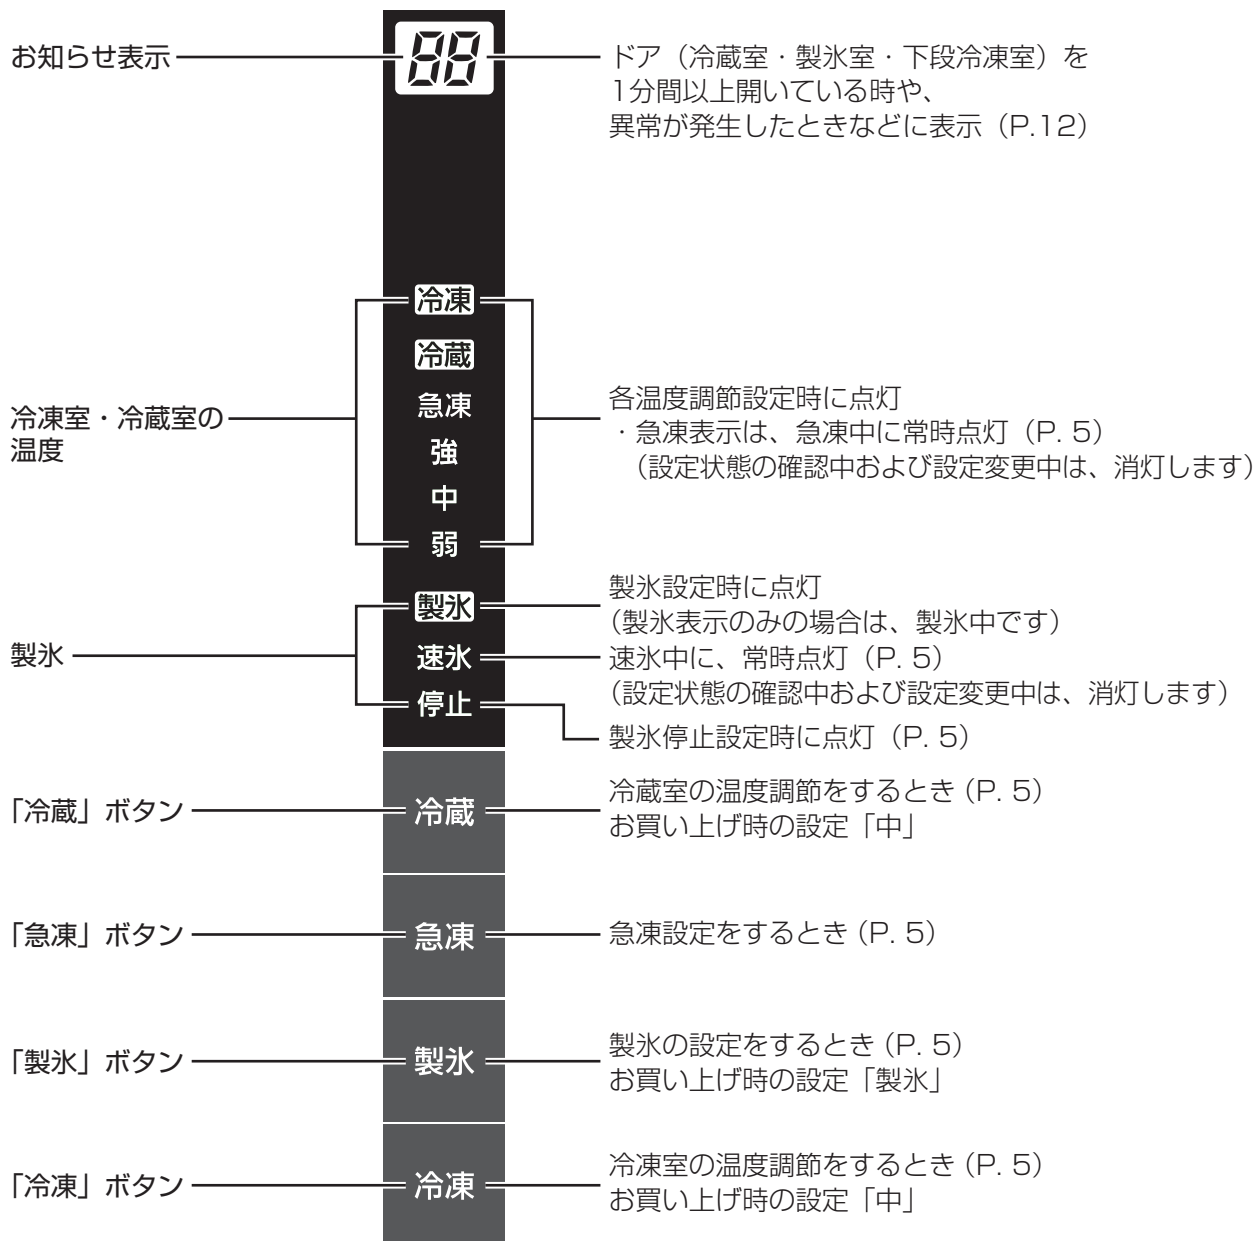 お知らせ表示
88
ドア（冷蔵室・製氷室・下段冷凍室）を
1分間以上開いている時や、
異常が発生したときなどに表示（P.12）
冷凍室・冷蔵室の
温度
冷凍
冷蔵
急凍
強
中
弱
各温度調節設定時に点灯
・急凍表示は、急凍中に常時点灯（P. 5）
（設定状態の確認中および設定変更中は、消灯します）
製氷
製氷
速氷
停止
製氷設定時に点灯
（製氷表示のみの場合は、製氷中です）
速氷中に、常時点灯（P. 5）
（設定状態の確認中および設定変更中は、消灯します）
製氷停止設定時に点灯（P. 5）
「冷蔵」ボタン
冷蔵
冷蔵室の温度調節をするとき（P. 5）
お買い上げ時の設定「中」
「急凍」ボタン
急凍
急凍設定をするとき（P. 5）
「製氷」ボタン
製氷
製氷の設定をするとき（P. 5）
お買い上げ時の設定「製氷」
「冷凍」ボタン
冷凍
冷凍室の温度調節をするとき（P. 5）
お買い上げ時の設定「中」